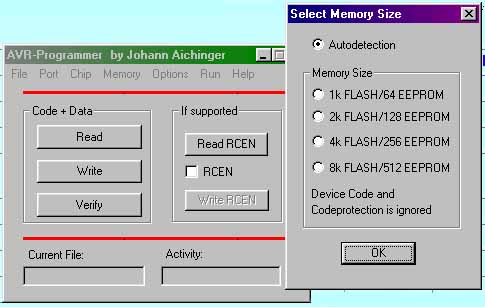 AVR-Programmer by Johann Aichinger
File Port Chip Memory Options Run Help
Code + Data
Read
Write
Verify
If supported
Read RCEN
RCEN
Write RCEN
Current File:
Activity:
Select Memory Size
Autodetection
Memory Size
1k FLASH/64 EEPROM
2k FLASH/128 EEPROM
4k FLASH/256 EEPROM
8k FLASH/512 EEPROM
Device Code and
Codeprotection is ignored
OK